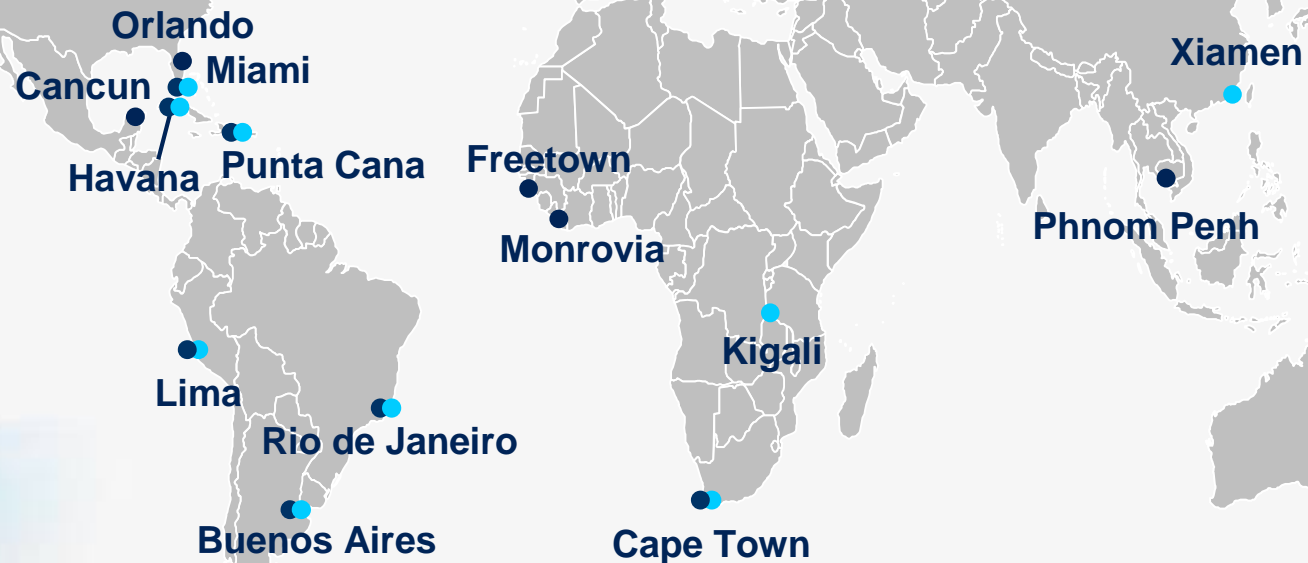 Orlando
Xiamen
Miami
Cancun
Freetown
Punta Cana
Havana
Phnom Penh
Monrovia
Kigali
Lima
Rio de Janeiro
Buenos Aires
Cape Town